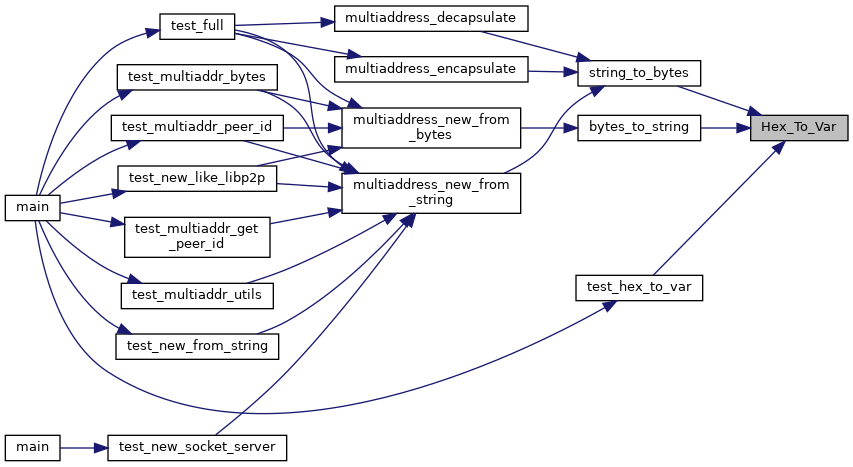 test_full
multiaddress_decapsulate
test_multiaddr_bytes
multiaddress_encapsulate
string_to_bytes
test_multiaddr_peer_id
multiaddress_new_from
_bytes
bytes_to_string
Hex_To_Var
test_new_like_libp2p
multiaddress_new_from
_string
main
test_multiaddr_get
_peer_id
test_multiaddr_utils
test_hex_to_var
test_new_from_string
main
test_new_socket_server